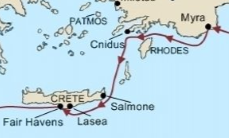 PATMOS
Myra
Cnidus
RHODES
CRETE
Salmone
Fair Havens
Lasea